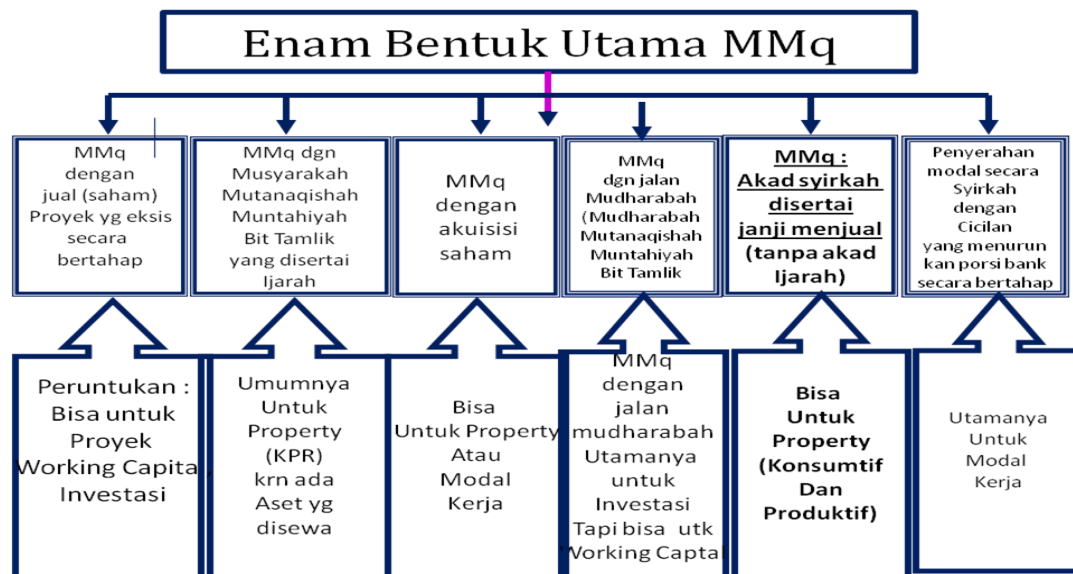 Enam Bentuk Utama MMq
MMq
dengan
jual (saham)
Proyek yg eksis
secara
bertahap
MMq dgn
Musyarakah
Mutanaqishah
Muntahiyah
Bit Tamlik
yang disertai
Ijarah
MMq
dengan
akuisisi
saham
MMq
dgn jalan
Mudharabah
(Mudharabah
Mutanaqishah
Muntahiyah
Bit Tamlik
MMq :
Akad syirkah
disertai
janji menjual
(tanpa akad
Ijarah)
Penyerahan
modal secara
Syirkah
dengan
Cicilan
yang menurun
kan porsi bank
secara bertahap
Peruntukan :
Bisa untuk
Proyek
Working Capital,
Investasi
Umumnya
Untuk
Property
(KPR)
krn ada
Aset yg
disewa
Bisa
Untuk Property
Atau
Modal
Kerja
MMq
dengan
jalan
mudharabah
Utamanya
untuk
Investasi
Tapi bisa utk
Working Captal
Bisa
Untuk
Property
(Konsumtif
Dan
Produktif)
Utamanya
Untuk
Modal
Kerja